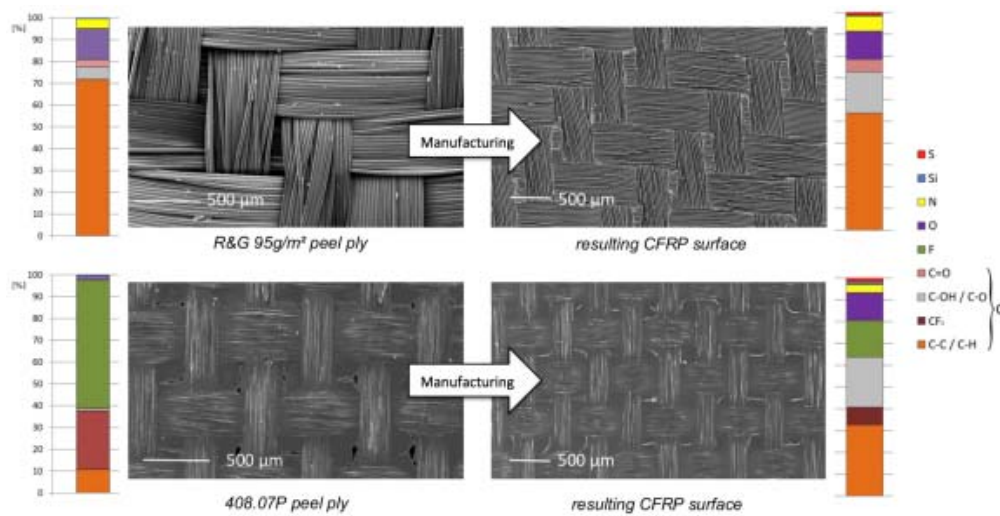 [%]
100
90
80
70
60
50
40
30
20
10
0
500 µm
Manufacturing
500 µm
R&G 95g/m² peel ply
resulting CFRP surface
S
Si
N
O
F
C=O
C-OH / C-O
C-C / C-H
[%]
100
90
80
70
60
50
40
30
20
10
0
500 µm
Manufacturing
500 µm
408.07P peel ply
resulting CFRP surface